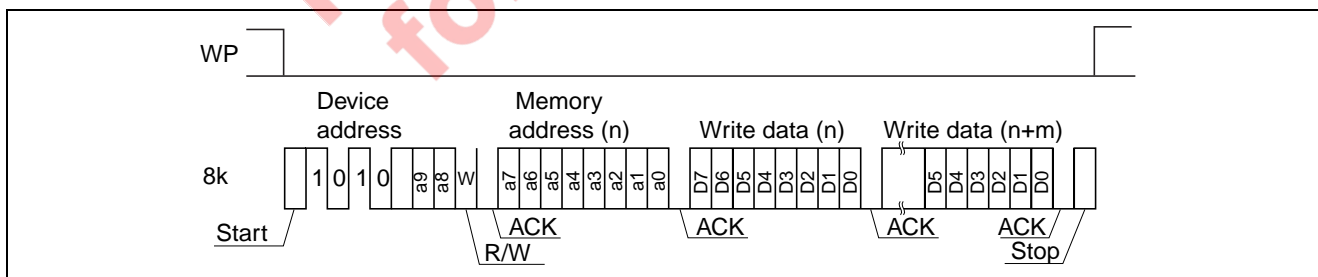 fo
WP
Device
address
Memory
address (n)
Write data (n)
Write data (n+m)
8k
1 0 1 0 a9 a8 W a7 a6 a5 a4 a3 a2 a1 a0 D7 D6 D5 D4 D3 D2 D1 D0 D5 D4 D3 D2 D1 D0
Start
R/W
ACK
ACK
ACK
ACK
Stop